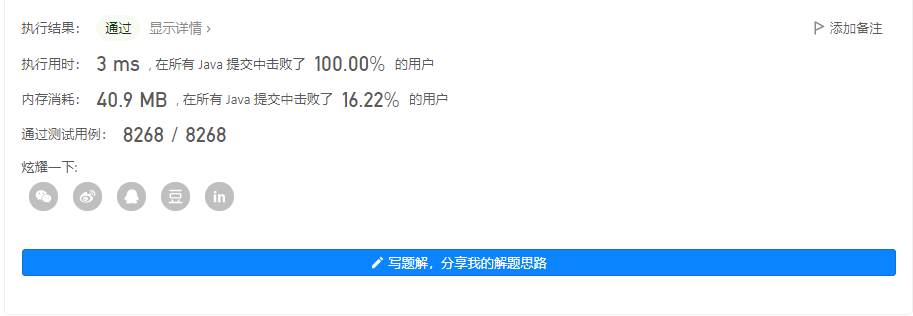 执行结果： 通过 显示详情 › 添加备注
执行用时： 3 ms ，在所有 Java 提交中击败了 100.00% 的用户
内存消耗： 40.9 MB ，在所有 Java 提交中击败了 16.22% 的用户
通过测试用例： 8268 / 8268
炫耀一下:
豆 in
写题解，分享我的解题思路